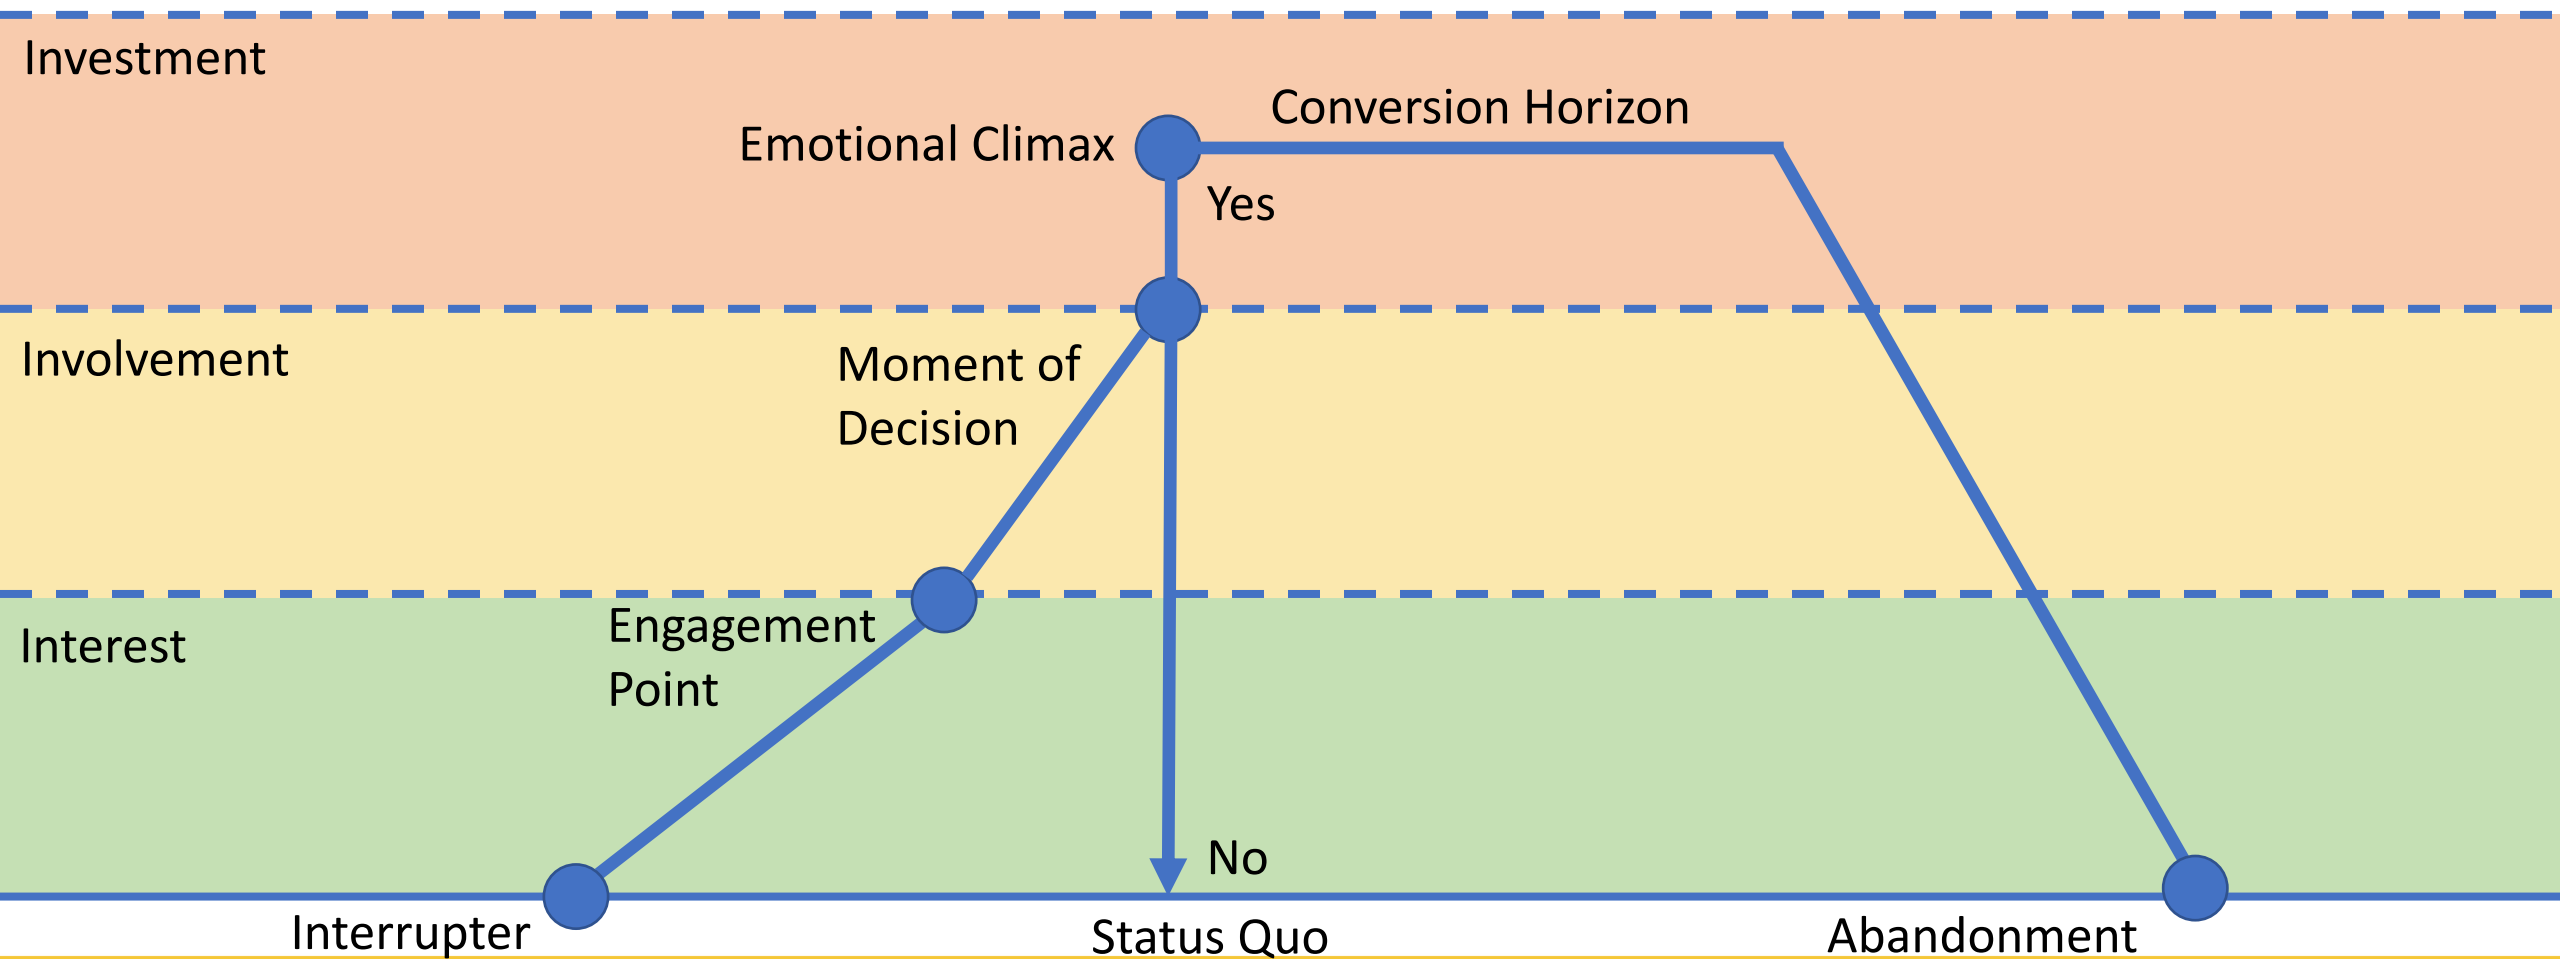 Investment
Conversion Horizon
Emotional Climax
Yes
Involvement
Moment of
Decision
Engagement
Point
Interest
No
Interrupter
Status Quo
Abandonment